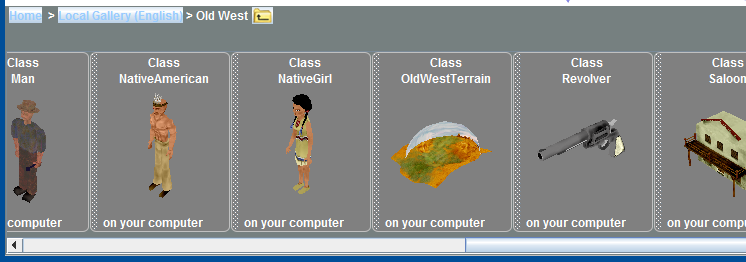 Home > Local Gallery (English) > Old West
Class
Man
computer
Class
NativeAmerican
on your computer
Class
NativeGirl
on your computer
Class
OldWestTerrain
on your computer
Class
Revolver
on your computer
Class
Saloon
on your computer